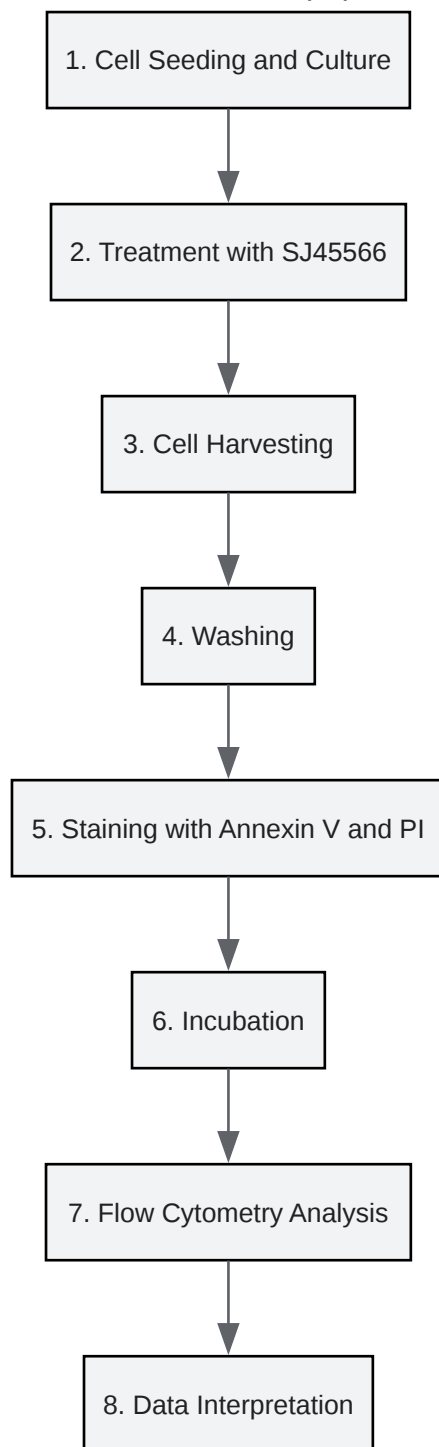 1. Cell Seeding and Culture
2. Treatment with SJ45566
3. Cell Harvesting
4. Washing
5. Staining with Annexin V and PI
6. Incubation
7. Flow Cytometry Analysis
8. Data Interpretation